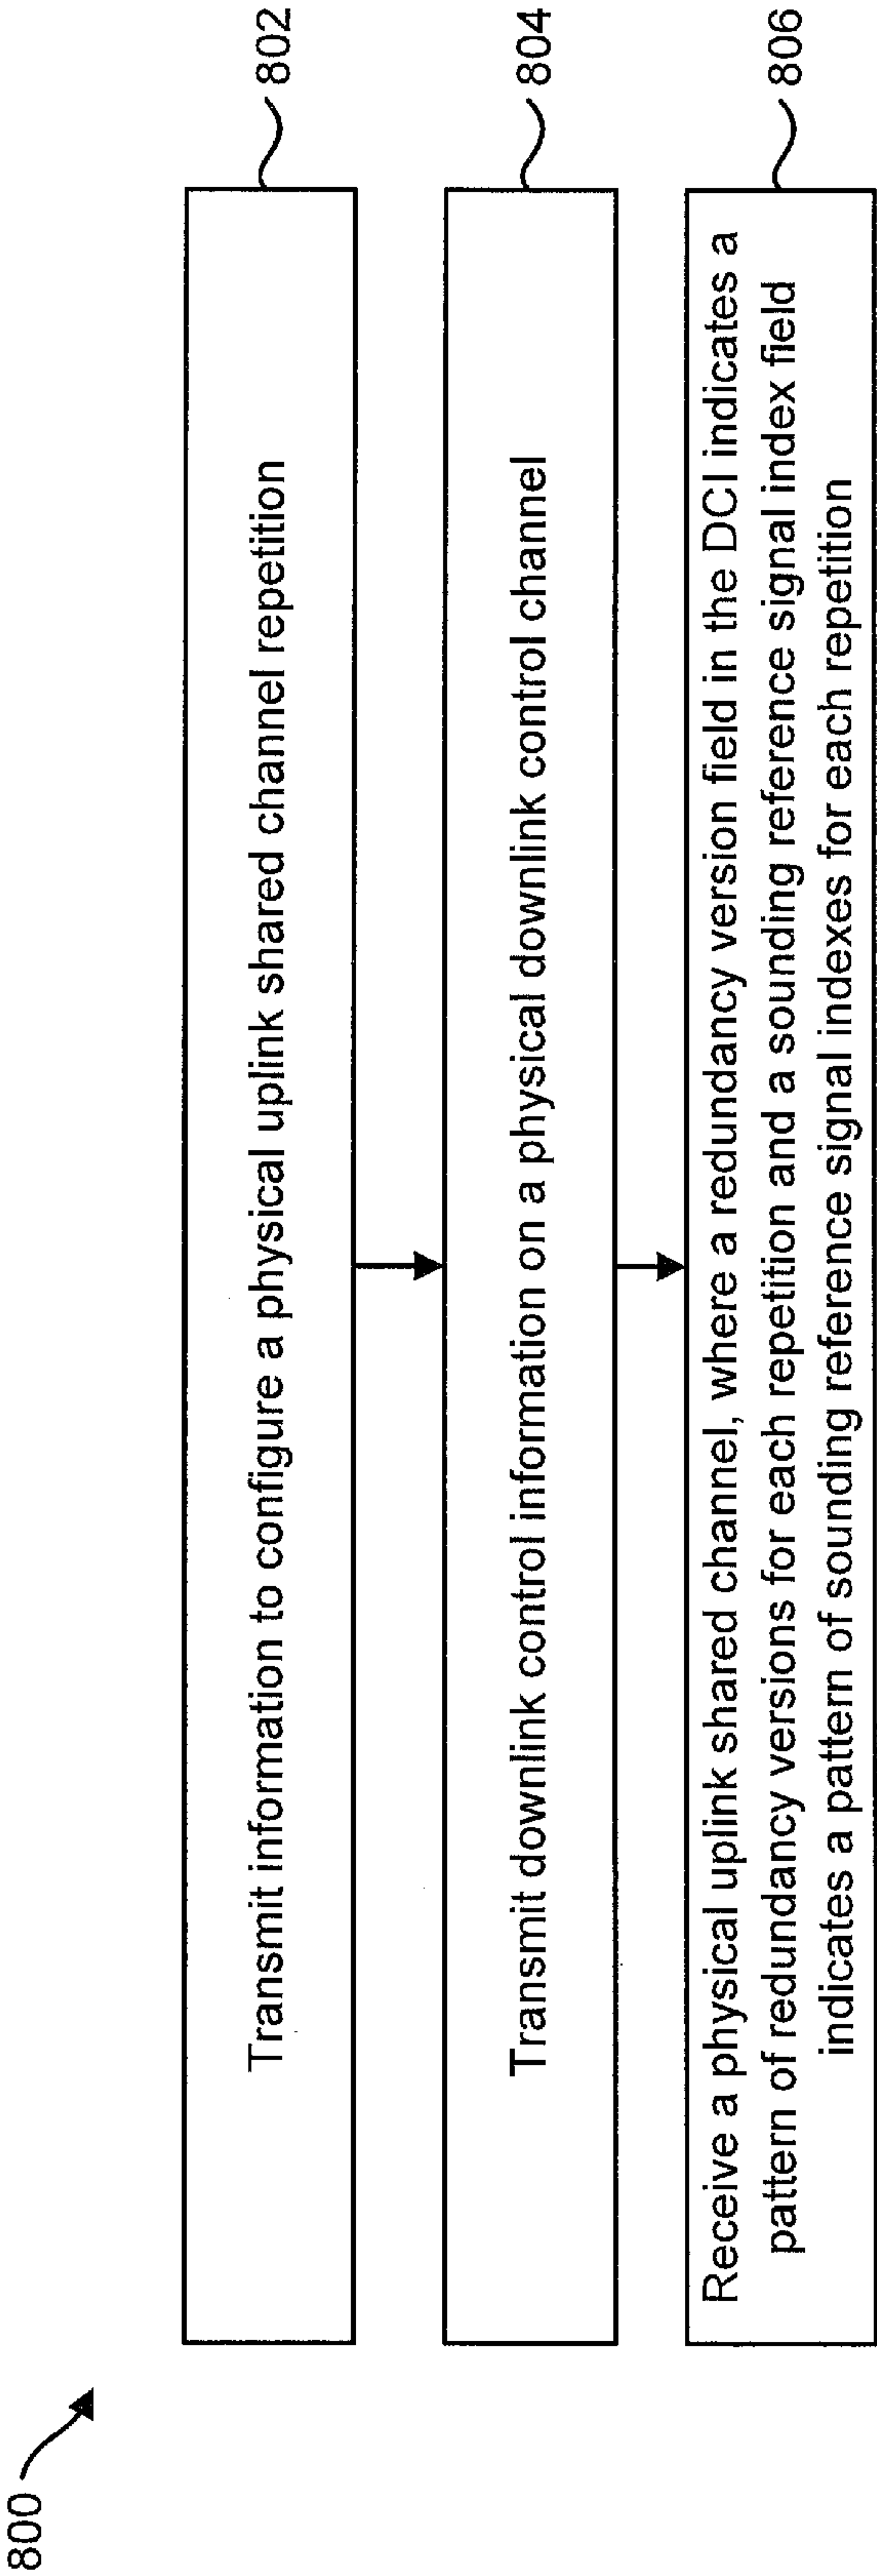 800
Transmit information to configure a physical uplink shared channel repetition
802
Transmit downlink control information on a physical downlink control channel
804
Receive a physical uplink shared channel, where a redundancy version field in the DCI indicates a
pattern of redundancy versions for each repetition and a sounding reference signal index field
indicates a pattern of sounding reference signal indexes for each repetition
806